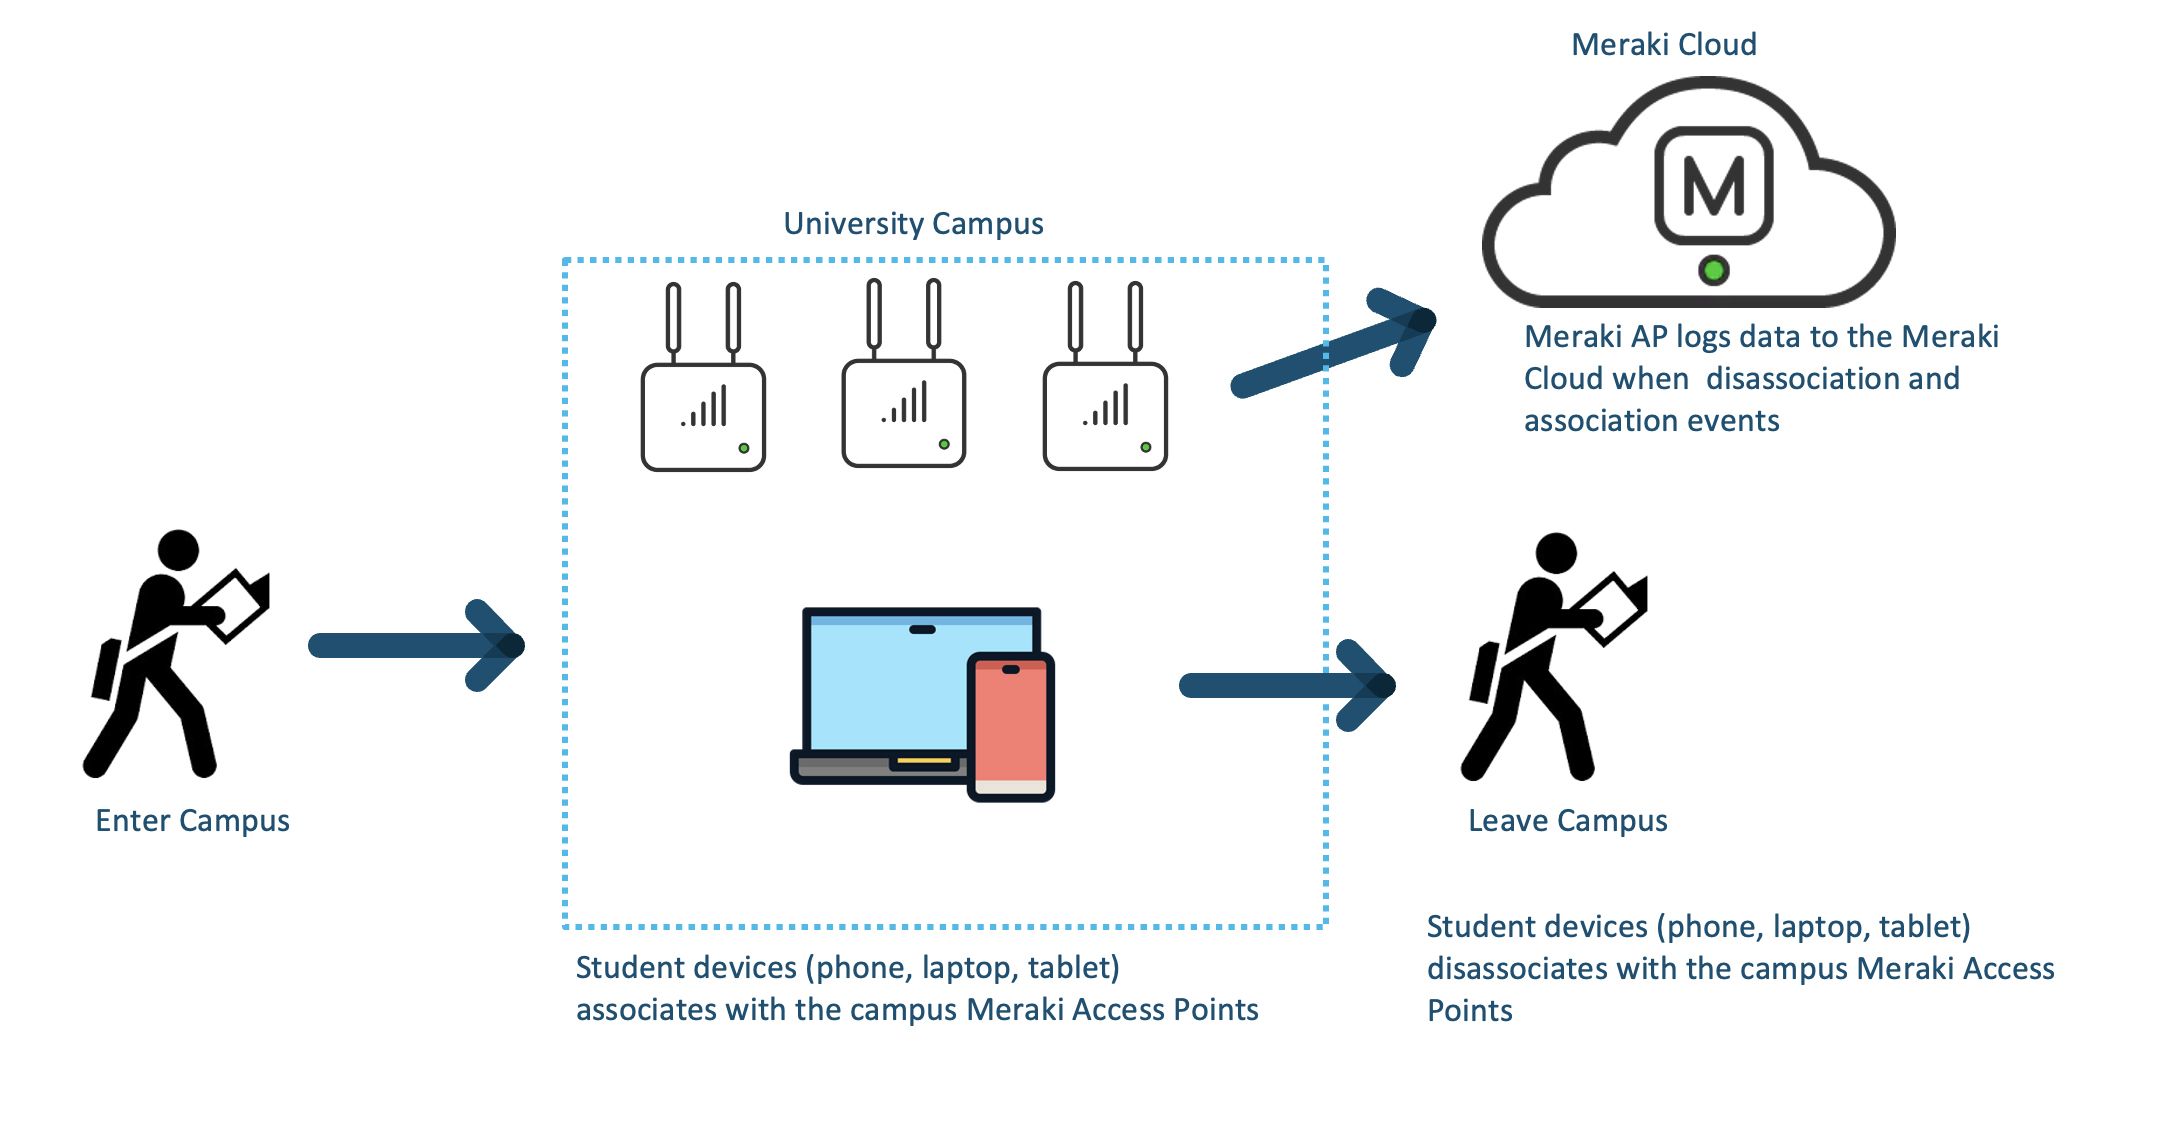 Meraki Cloud
M
Meraki AP logs data to the Meraki
Cloud when  disassociation and
association events
University Campus
Enter Campus
Leave Campus
Student devices (phone, laptop, tablet)
associates with the campus Meraki Access Points
Student devices (phone, laptop, tablet)
disassociates with the campus Meraki Access
Points